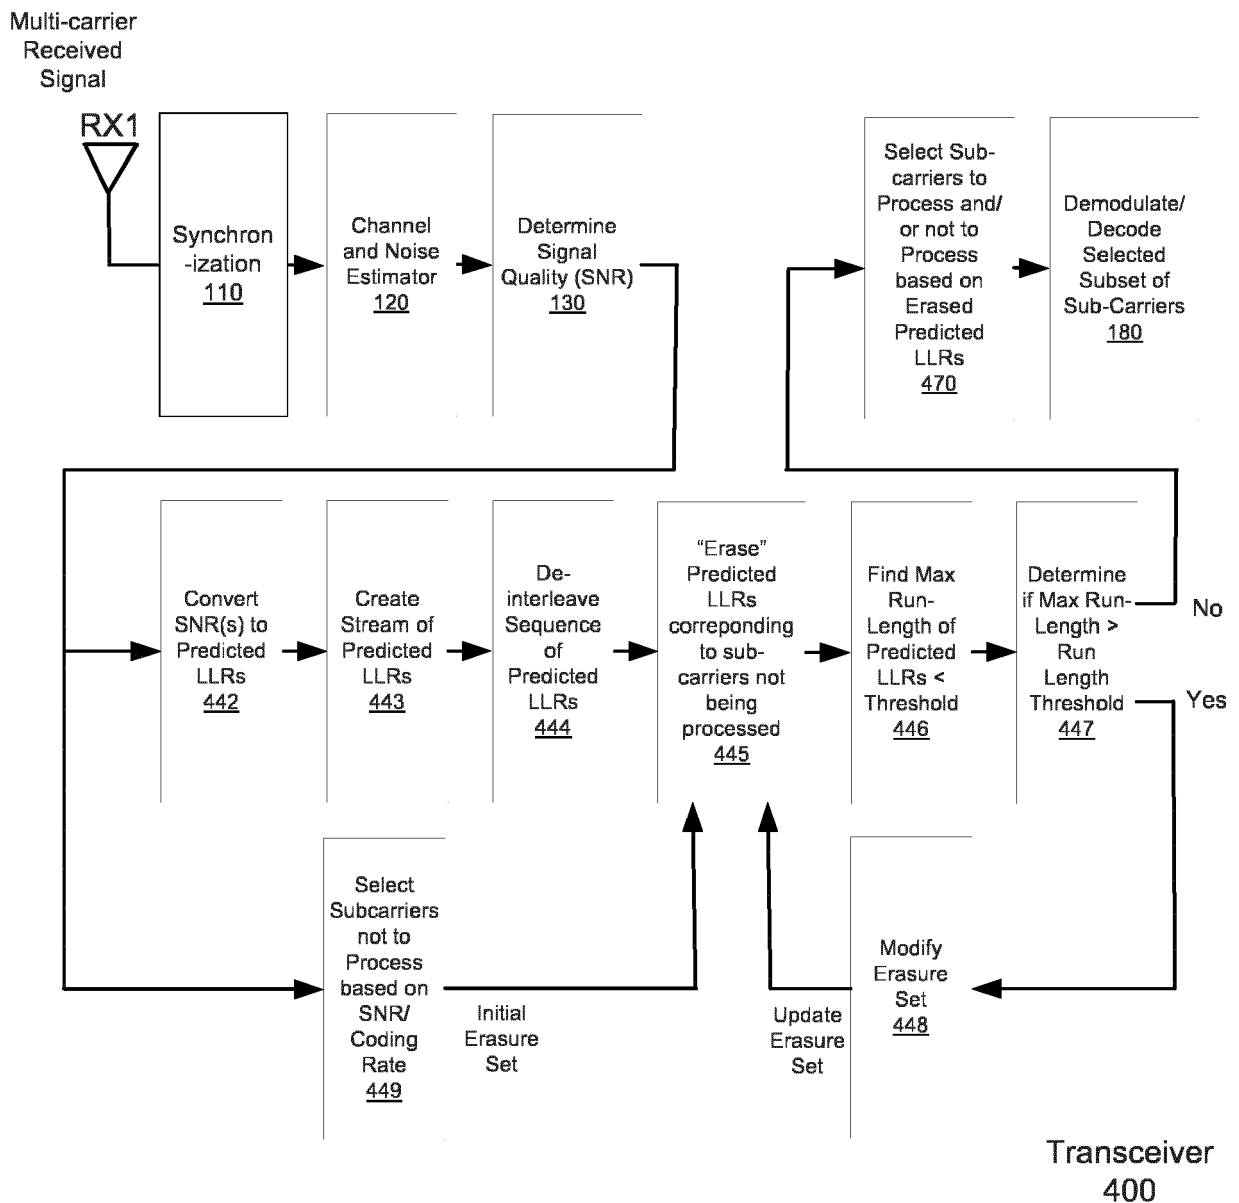 Multi-carrier
Received
Signal
RX1
Synchron
-ization
110
Channel
and Noise
Estimator
120
Determine
Signal
Quality (SNR)
130
Select Sub-
carriers to
Process and/
or not to
Process
based on
Erased
Predicted
LLRs
470
Demodulate/
Decode
Selected
Subset of
Sub-Carriers
180
Convert
SNR(s) to
Predicted
LLRs
442
Create
Stream of
Predicted
LLRs
443
De-
interleave
Sequence
of
Predicted
LLRs
444
“Erase”
Predicted
LLRs
correponding
to sub-
carriers not
being
processed
445
Find Max
Run-
Length of
Predicted
LLRs <
Threshold
446
Determine
if Max Run-
Length >
Run
Length
Threshold
447
No
Yes
Select
Subcarriers
not to
Process
based on
SNR/
Coding
Rate
449
Initial
Erasure
Set
Update
Erasure
Set
Modify
Erasure
Set
448
Transceiver
400